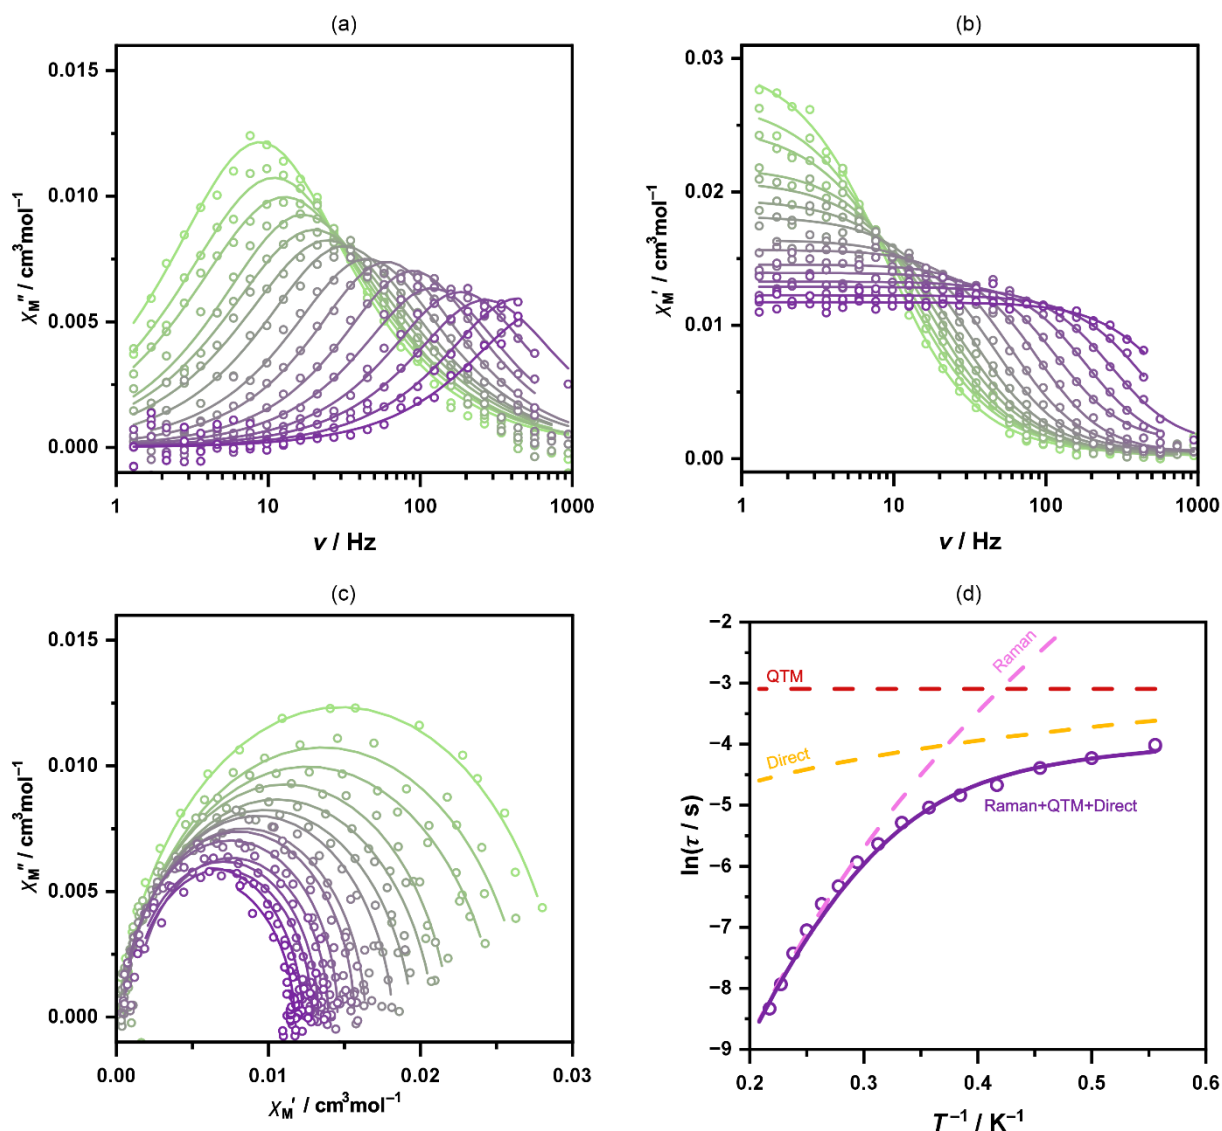 (a)
0.015
0.010
0.005
0.000
χM″ / cm³mol⁻¹
1
10
100
1000
ν / Hz
(b)
0.03
0.02
0.01
0.00
χM′ / cm³mol⁻¹
1
10
100
1000
ν / Hz
(c)
0.015
0.010
0.005
0.000
χM″ / cm³mol⁻¹
0.00
0.01
0.02
0.03
χM′ / cm³mol⁻¹
(d)
−2
−3
−4
−5
−6
−7
−8
−9
ln(τ / s)
QTM
Raman
Direct
Raman+QTM+Direct
0.2
0.3
0.4
0.5
0.6
T⁻¹ / K⁻¹